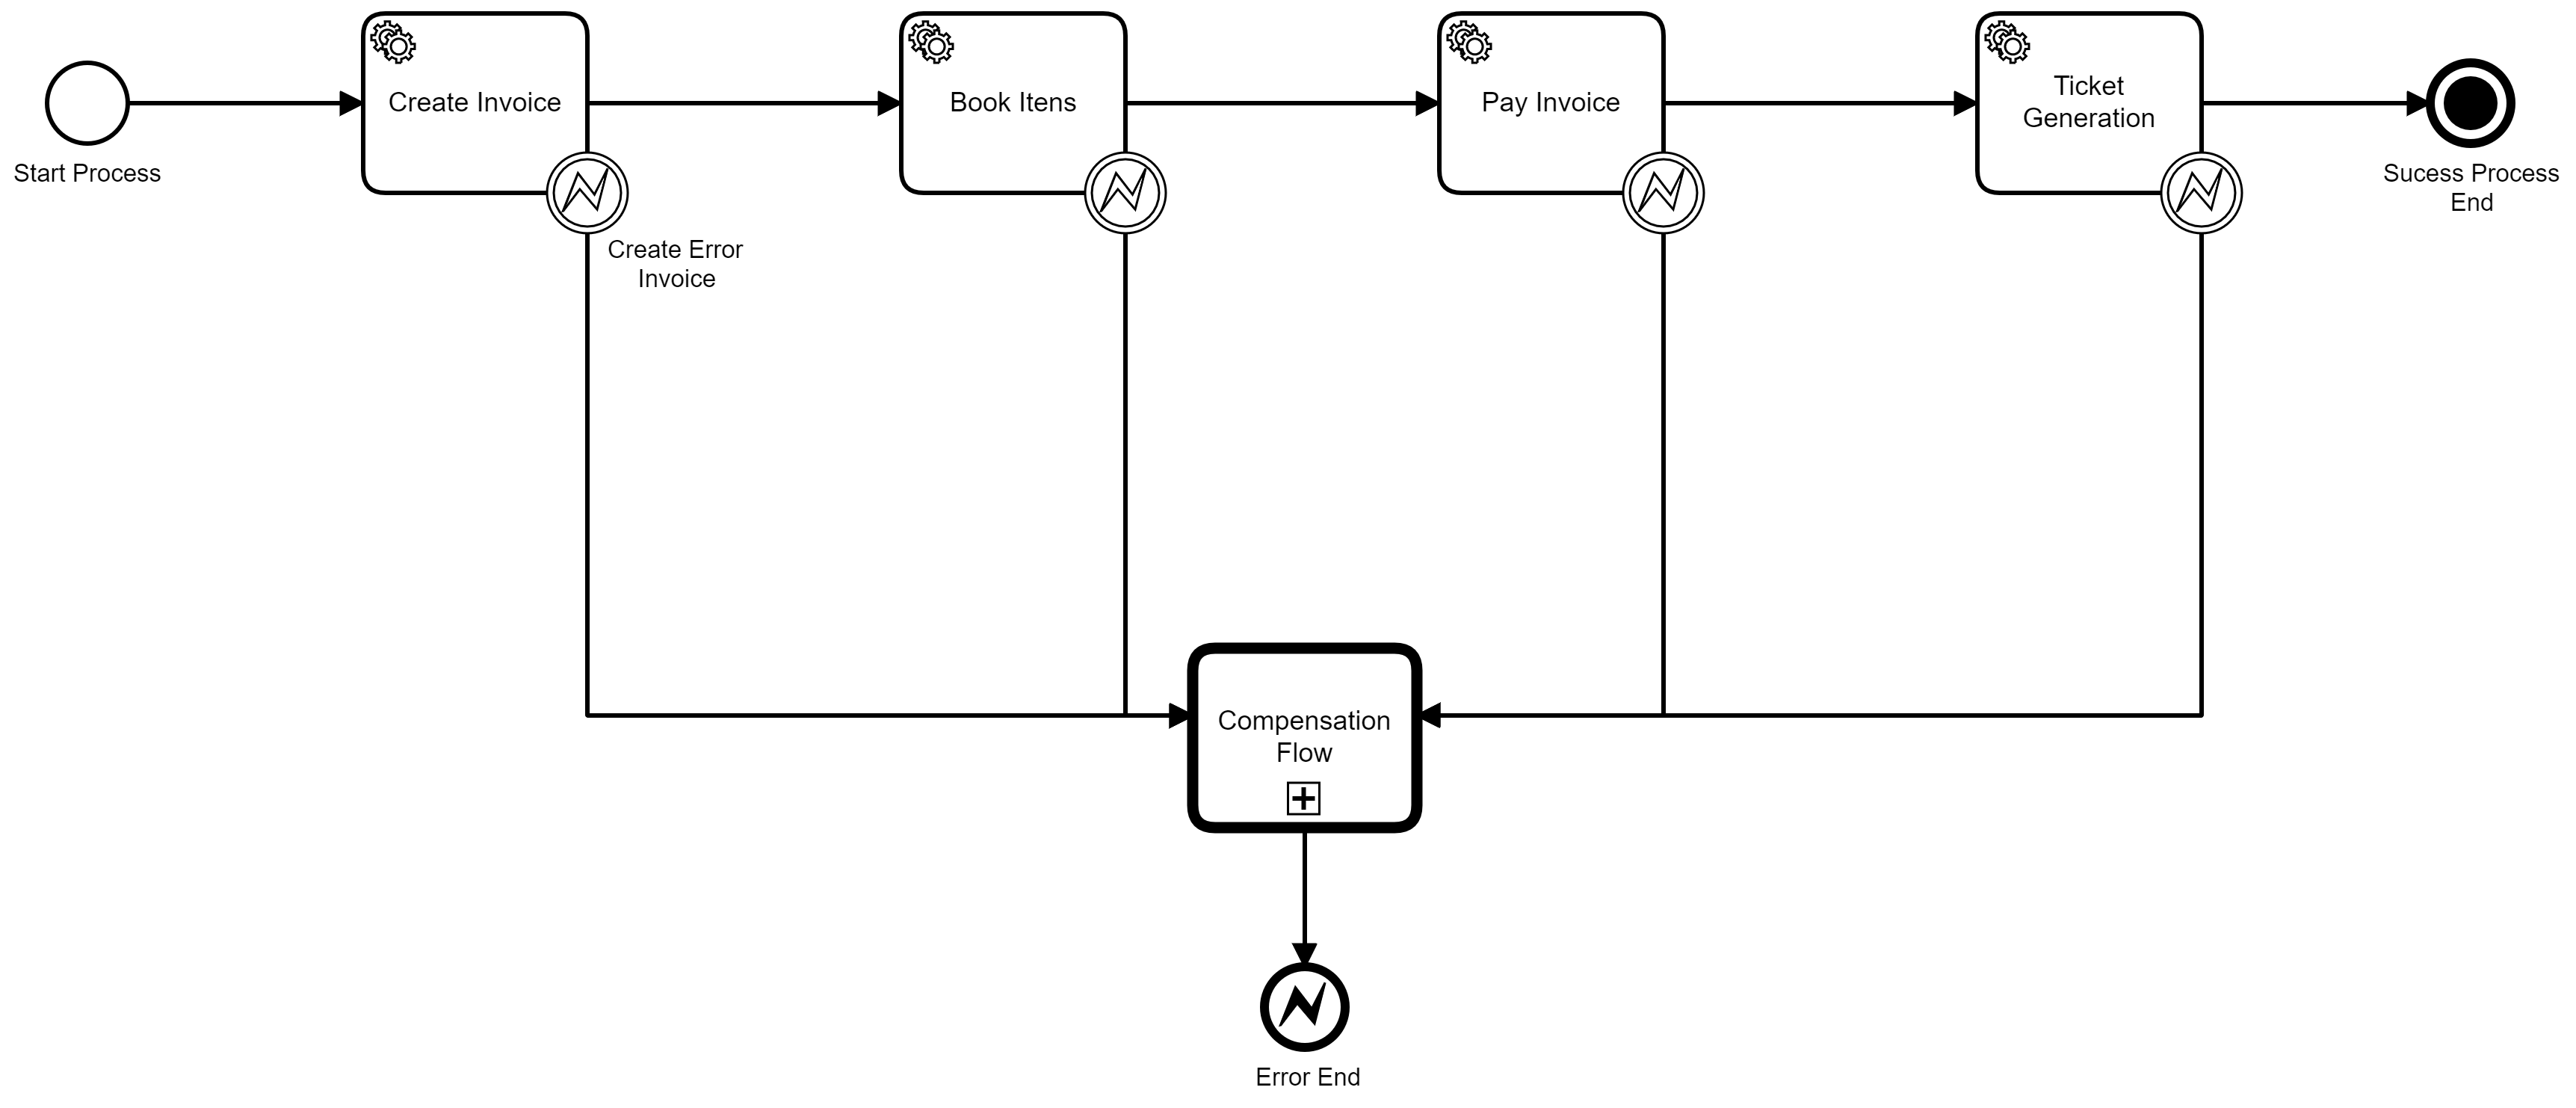 Create Invoice
Book Itens
Pay Invoice
Ticket
Generation
Start Process
Sucess Process
End
Create Error
Invoice
Compensation
Flow
Error End